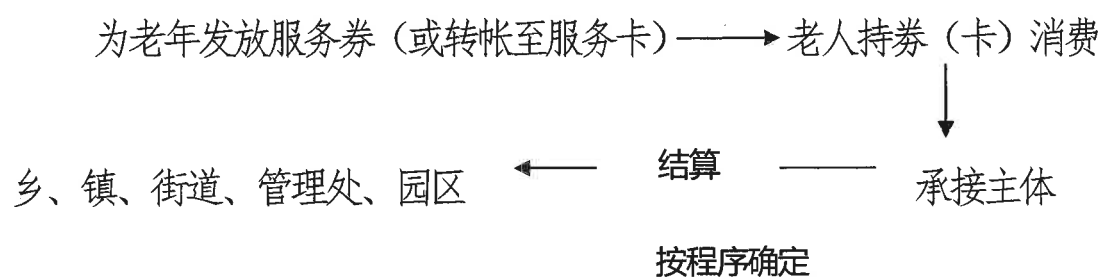 为老年发放服务券（或转帐至服务卡） 老人持券（卡）消费
乡、镇、街道、管理处、园区 结算 承接主体
按程序确定